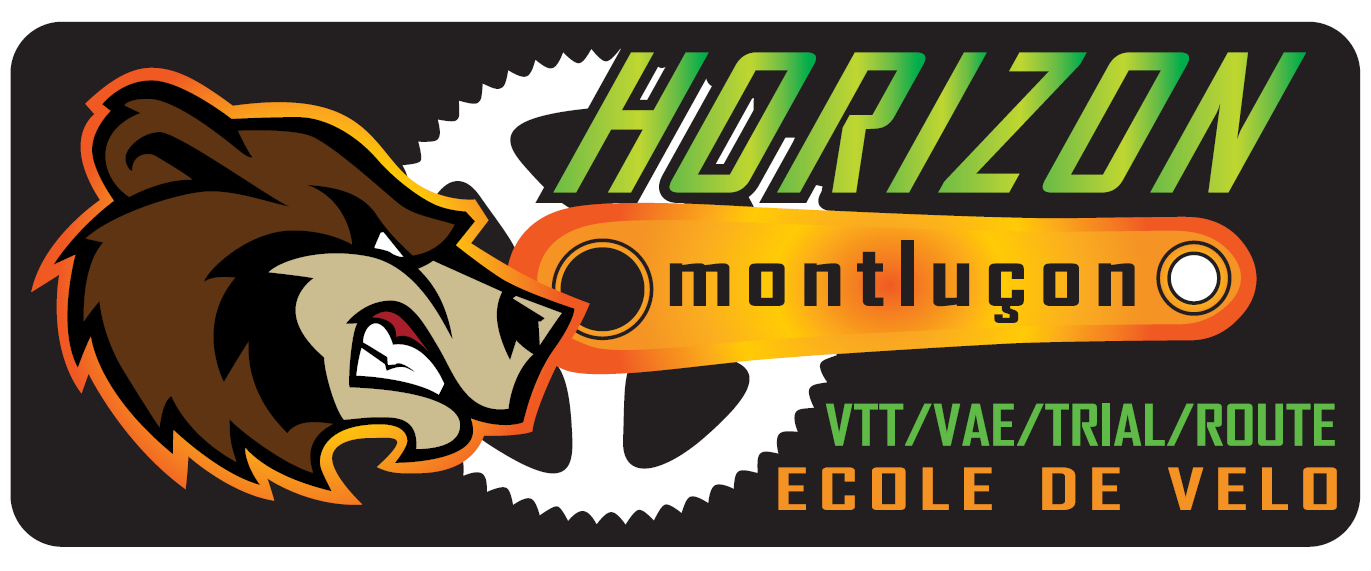 HORIZON
montluçon
VTT/VAE/TRIAL/ROUTE
ECOLE DE VELO